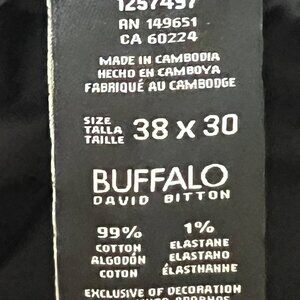 1257497
RN 149651
CA 60224
MADE IN CAMBODIA
HECHO EN CAMBOYA
FABRIQUÉ AU CAMBODGE
SIZE
TALLA
TAILLE
38 X 30
BUFFALO
DAVID BITTON
99% 1%
COTTON ELASTANE
ALGODÓN ELASTANO
COTON ÉLASTHANNE
EXCLUSIVE OF DECORATION